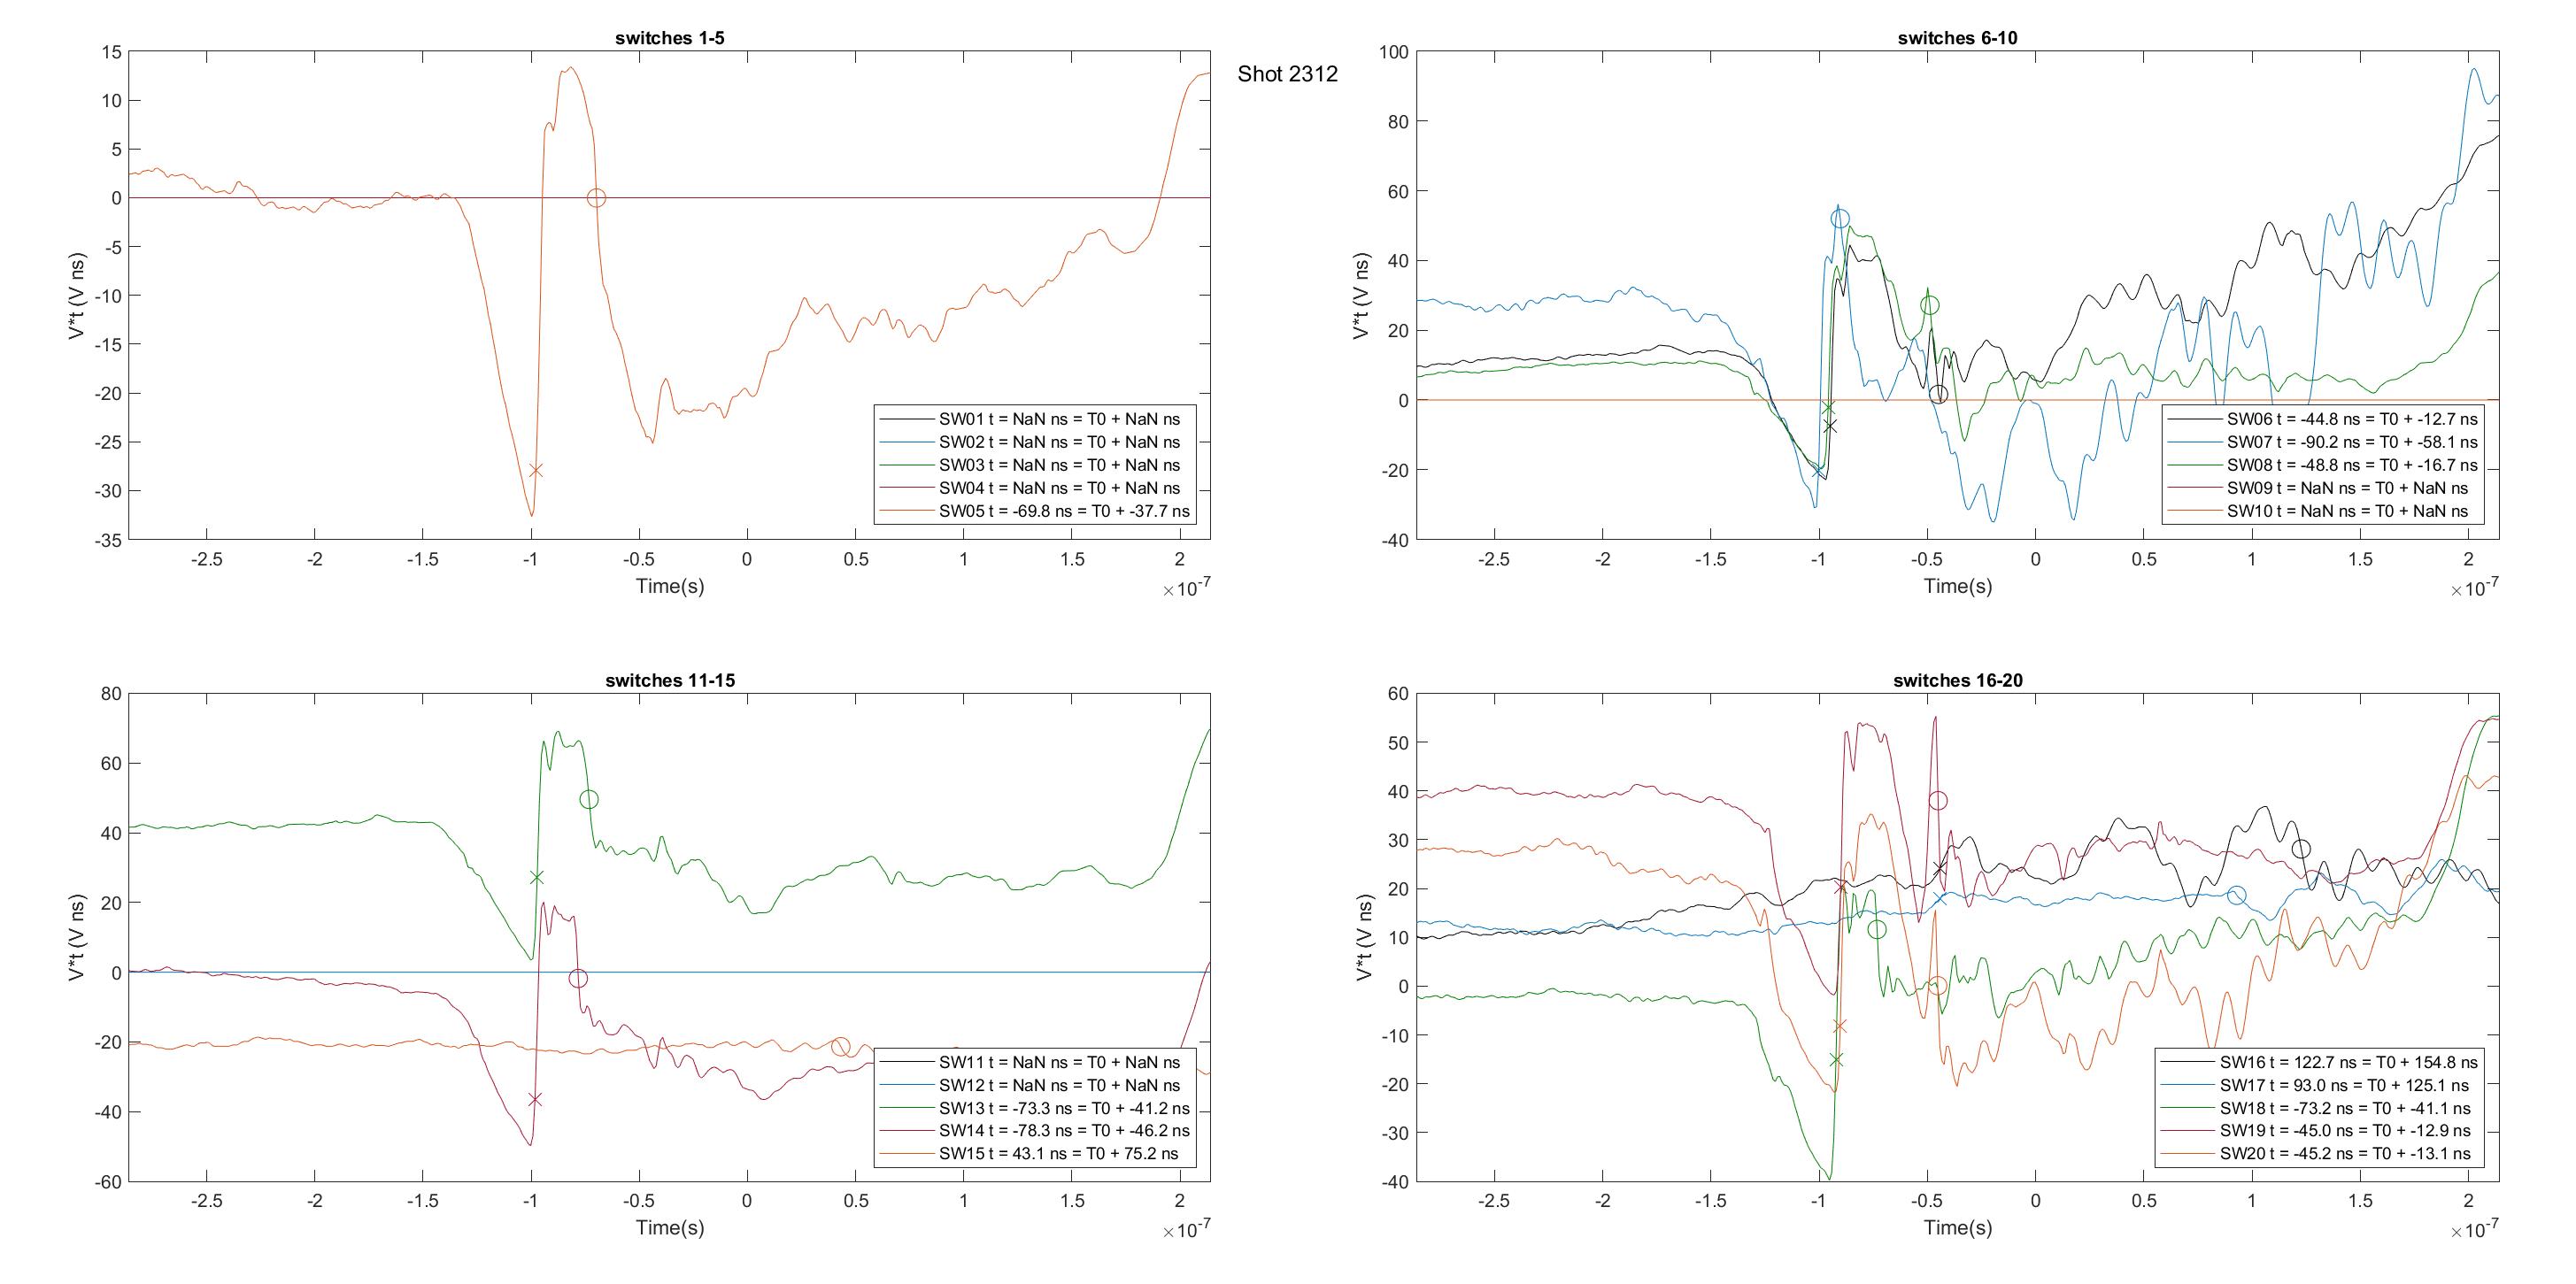 Shot 2312
switches 1-5
15
10
5
0
-5
-10
-15
-20
-25
-30
-35
V*t (V ns)
-2.5 -2 -1.5 -1 -0.5 0 0.5 1 1.5 2
Time(s)
×10-7
SW01 t = NaN ns = T0 + NaN ns
SW02 t = NaN ns = T0 + NaN ns
SW03 t = NaN ns = T0 + NaN ns
SW04 t = NaN ns = T0 + NaN ns
SW05 t = -69.8 ns = T0 + -37.7 ns
switches 6-10
100
80
60
40
20
0
-20
-40
V*t (V ns)
-2.5 -2 -1.5 -1 -0.5 0 0.5 1 1.5 2
Time(s)
×10-7
SW06 t = -44.8 ns = T0 + -12.7 ns
SW07 t = -90.2 ns = T0 + -58.1 ns
SW08 t = -48.8 ns = T0 + -16.7 ns
SW09 t = NaN ns = T0 + NaN ns
SW10 t = NaN ns = T0 + NaN ns
switches 11-15
80
60
40
20
0
-20
-40
-60
V*t (V ns)
-2.5 -2 -1.5 -1 -0.5 0 0.5 1 1.5 2
Time(s)
×10-7
SW11 t = NaN ns = T0 + NaN ns
SW12 t = NaN ns = T0 + NaN ns
SW13 t = -73.3 ns = T0 + -41.2 ns
SW14 t = -78.3 ns = T0 + -46.2 ns
SW15 t = 43.1 ns = T0 + 75.2 ns
switches 16-20
60
50
40
30
20
10
0
-10
-20
-30
-40
V*t (V ns)
-2.5 -2 -1.5 -1 -0.5 0 0.5 1 1.5 2
Time(s)
×10-7
SW16 t = 122.7 ns = T0 + 154.8 ns
SW17 t = 93.0 ns = T0 + 125.1 ns
SW18 t = -73.2 ns = T0 + -41.1 ns
SW19 t = -45.0 ns = T0 + -12.9 ns
SW20 t = -45.2 ns = T0 + -13.1 ns